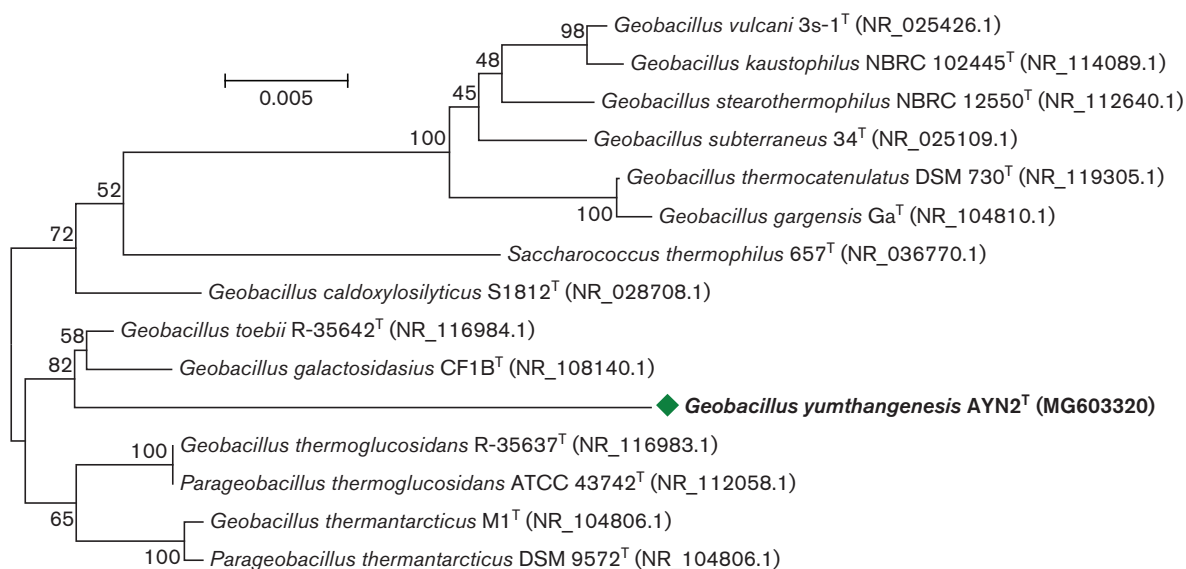 98 Geobacillus vulcani 3s-1ᵀ (NR_025426.1)
Geobacillus kaustophilus NBRC 102445ᵀ (NR_114089.1)
48
0.005
45 Geobacillus stearothermophilus NBRC 12550ᵀ (NR_112640.1)
100 Geobacillus subterraneus 34ᵀ (NR_025109.1)
52 Geobacillus thermocatenulatus DSM 730ᵀ (NR_119305.1)
100 Geobacillus gargensis Gaᵀ (NR_104810.1)
72 Saccharococcus thermophilus 657ᵀ (NR_036770.1)
Geobacillus caldoxylosilyticus S1812ᵀ (NR_028708.1)
58 Geobacillus toebii R-35642ᵀ (NR_116984.1)
82 Geobacillus galactosidasius CF1Bᵀ (NR_108140.1)
Geobacillus yumthangenesis AYN2ᵀ (MG603320)
100 Geobacillus thermoglucosidans R-35637ᵀ (NR_116983.1)
Parageobacillus thermoglucosidans ATCC 43742ᵀ (NR_112058.1)
65 Geobacillus thermantarcticus M1ᵀ (NR_104806.1)
100 Parageobacillus thermantarcticus DSM 9572ᵀ (NR_104806.1)